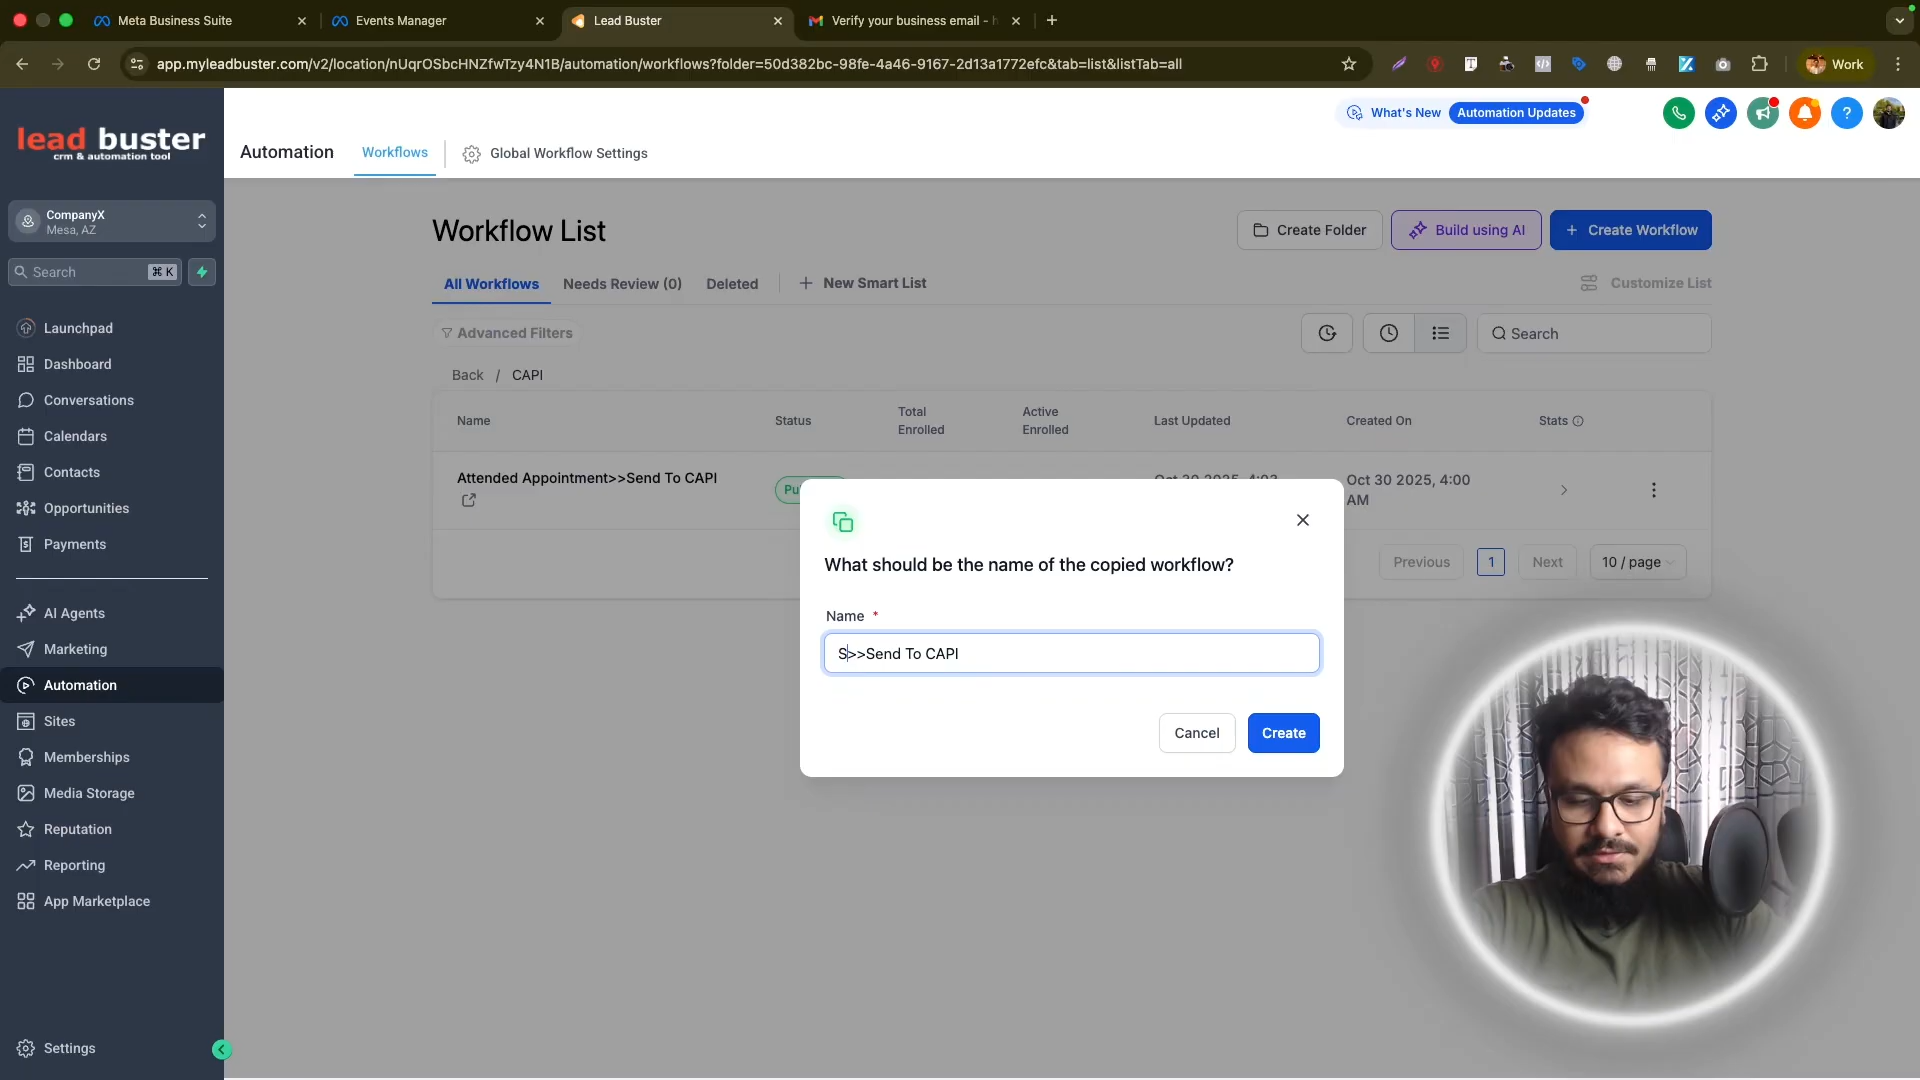 Meta Business Suite
Events Manager
Lead Buster
Verify your business email -
app.myleadbuster.com/v2/location/nUqrOSbcHNZfwTzy4N1B/automation/workflows?folder=50d382bc-98fe-4a46-9167-2d13a1772efc&tab=list&listTab=all
Work
lead buster
crm & automation tool
What's New
Automation Updates
Automation
Workflows
Global Workflow Settings
CompanyX
Mesa, AZ
Search
⌘ K
Launchpad
Dashboard
Conversations
Calendars
Contacts
Opportunities
Payments
AI Agents
Marketing
Automation
Sites
Memberships
Media Storage
Reputation
Reporting
App Marketplace
Settings
Workflow List
Create Folder
Build using AI
+ Create Workflow
All Workflows
Needs Review (0)
Deleted
+ New Smart List
Customize List
Advanced Filters
Search
Back / CAPI
Name
Status
Total
Enrolled
Active
Enrolled
Last Updated
Created On
Stats
Attended Appointment>>Send To CAPI
Oct 30 2025, 4:00
AM
Previous
1
Next
10 / page
What should be the name of the copied workflow?
Name *
S>>Send To CAPI
Cancel
Create